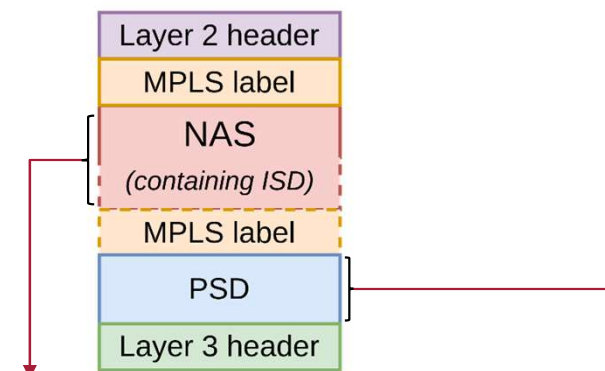 Layer 2 header
MPLS label
NAS
(containing ISD)
MPLS label
PSD
Layer 3 header